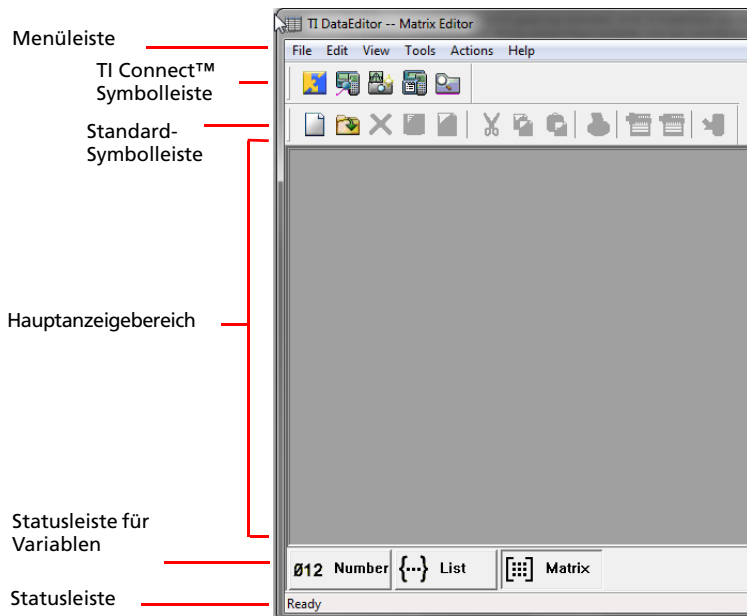 TI DataEditor -- Matrix Editor
Menüleiste
File Edit View Tools Actions Help
TI Connect™
Symbolleiste
Standard-
Symbolleiste
Hauptanzeigebereich
Statusleiste für
Variablen
Ø12 Number {...} List [⋮⋮⋮] Matrix
Statusleiste
Ready